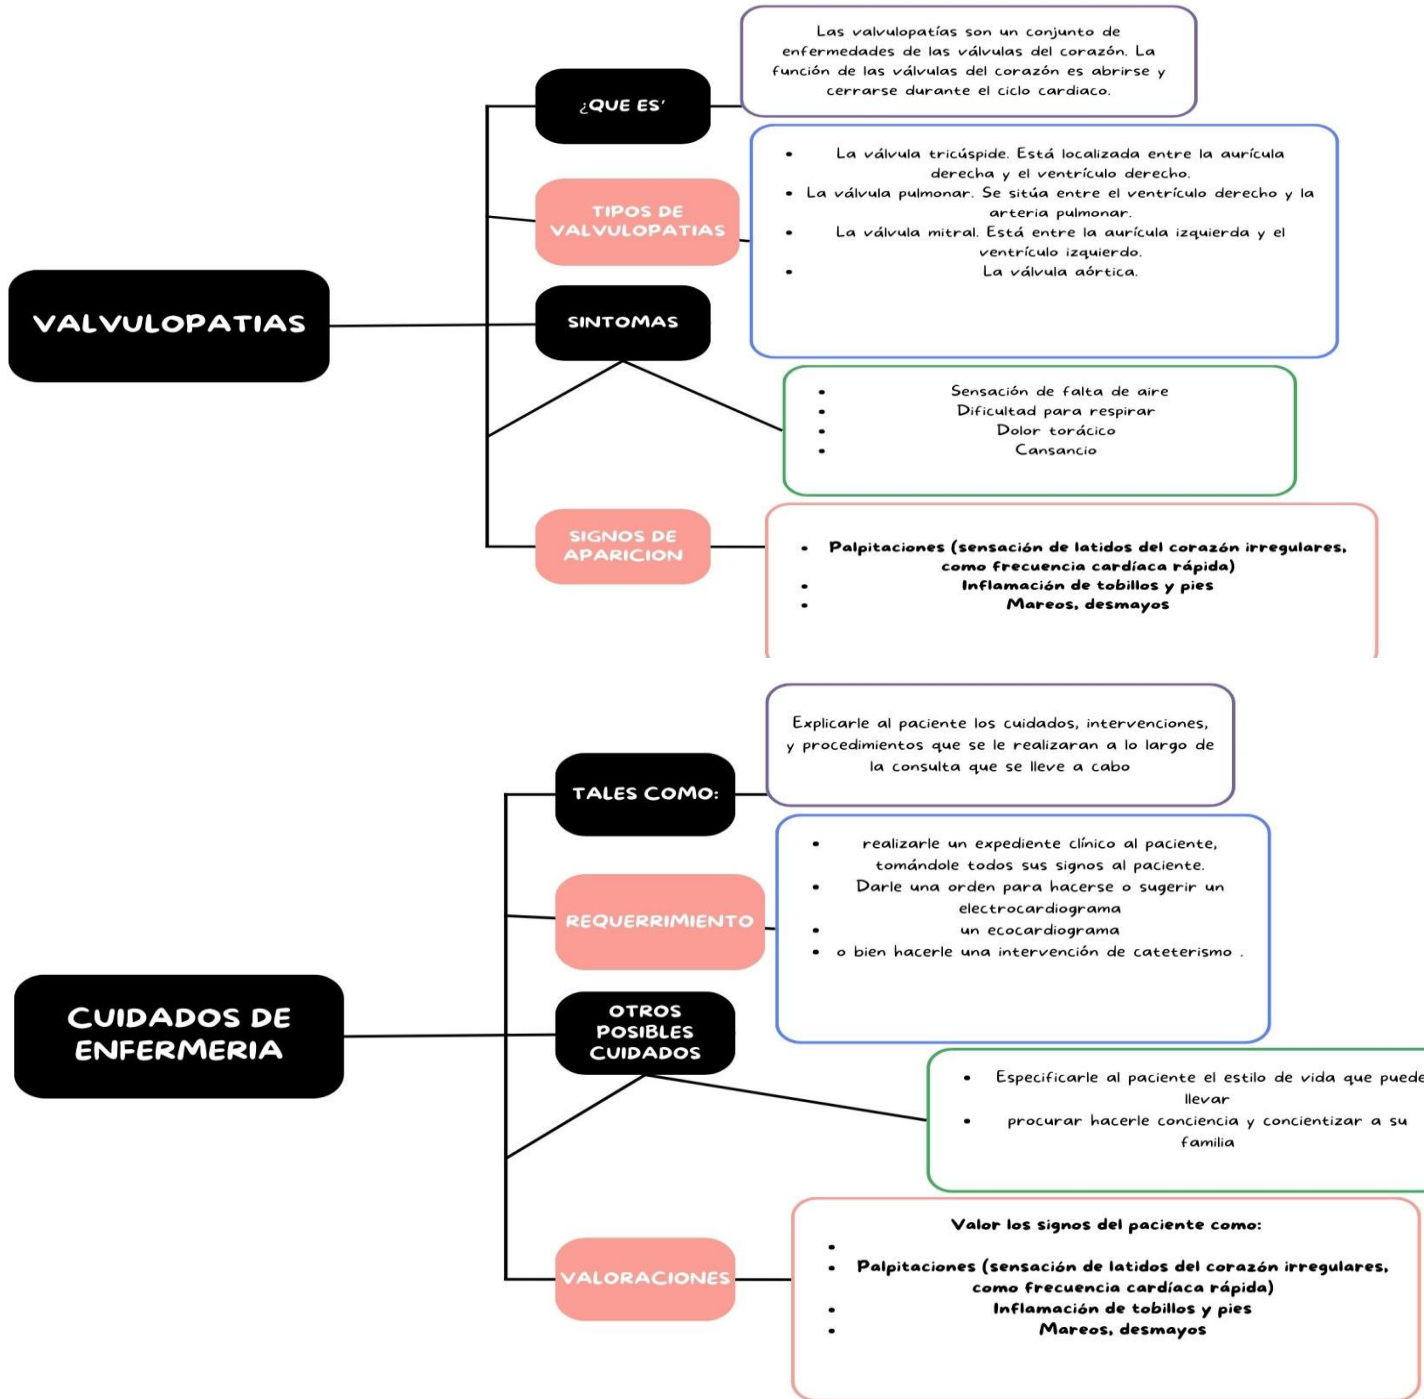 Las valvulopatías son un conjunto de
enfermedades de las válvulas del corazón. La
función de las válvulas del corazón es abrirse y
cerrarse durante el ciclo cardiaco.
¿QUE ES'
• La válvula tricúspide. Está localizada entre la aurícula
derecha y el ventrículo derecho.
• La válvula pulmonar. Se sitúa entre el ventrículo derecho y la
arteria pulmonar.
• La válvula mitral. Está entre la aurícula izquierda y el
ventrículo izquierdo.
• La válvula aórtica.
TIPOS DE
VALVULOPATIAS
VALVULOPATIAS
SINTOMAS
• Sensación de falta de aire
• Dificultad para respirar
• Dolor torácico
• Cansancio
SIGNOS DE
APARICION
• Palpitaciones (sensación de latidos del corazón irregulares,
como frecuencia cardíaca rápida)
• Inflamación de tobillos y pies
• Mareos, desmayos
Explicarle al paciente los cuidados, intervenciones,
y procedimientos que se le realizaran a lo largo de
la consulta que se lleve a cabo
TALES COMO:
• realizarle un expediente clínico al paciente,
tomándole todos sus signos al paciente.
• Darle una orden para hacerse o sugerir un
electrocardiograma
• un ecocardiograma
• o bien hacerle una intervención de cateterismo .
REQUERRIMIENTO
CUIDADOS DE
ENFERMERIA
OTROS
POSIBLES
CUIDADOS
• Especificarle al paciente el estilo de vida que puede
llevar
• procurar hacerle conciencia y concientizar a su
familia
VALORACIONES
Valor los signos del paciente como:
•
• Palpitaciones (sensación de latidos del corazón irregulares,
como frecuencia cardíaca rápida)
• Inflamación de tobillos y pies
• Mareos, desmayos